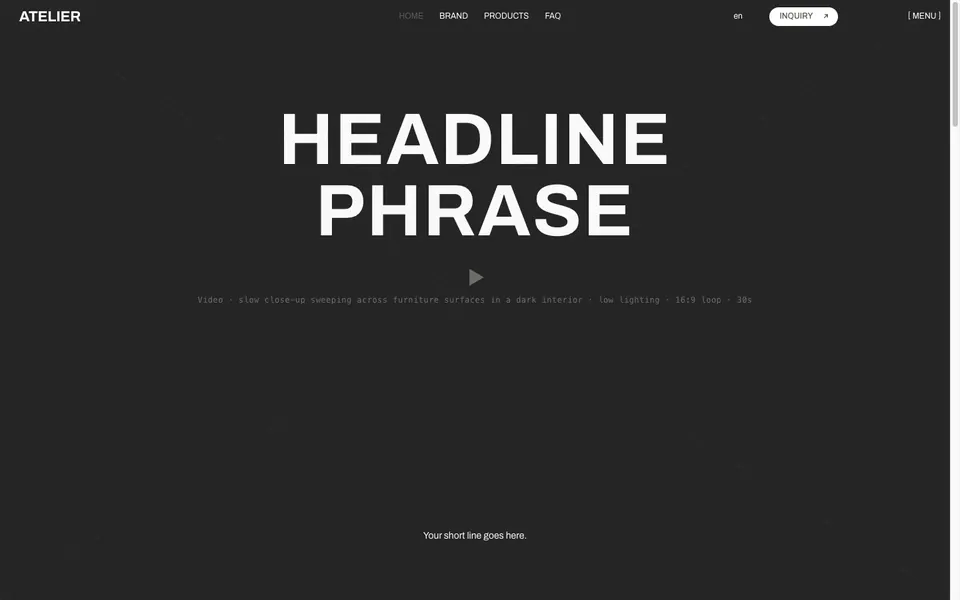 ATELIER
HOME BRAND PRODUCTS FAQ
en
INQUIRY ↗
[ MENU ]
HEADLINE
PHRASE
Video · slow close-up sweeping across furniture surfaces in a dark interior · low lighting · 16:9 loop · 30s
Your short line goes here.